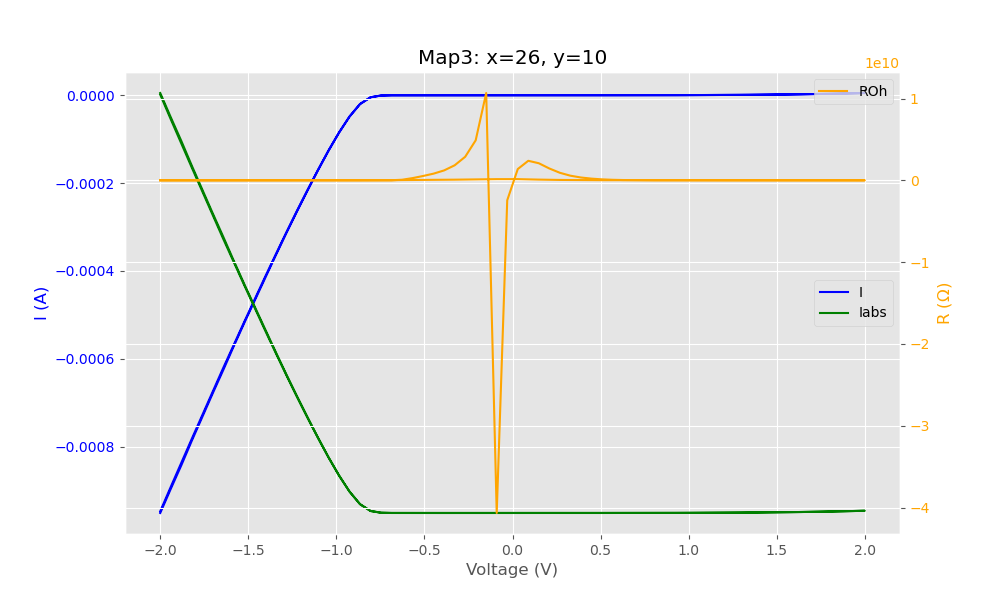 Map3: x=26, y=10
1e10
0.0000
−0.0002
−0.0004
−0.0006
−0.0008
I (A)
ROh
I
Iabs
1
0
−1
−2
−3
−4
R (Ω)
−2.0
−1.5
−1.0
−0.5
0.0
0.5
1.0
1.5
2.0
Voltage (V)